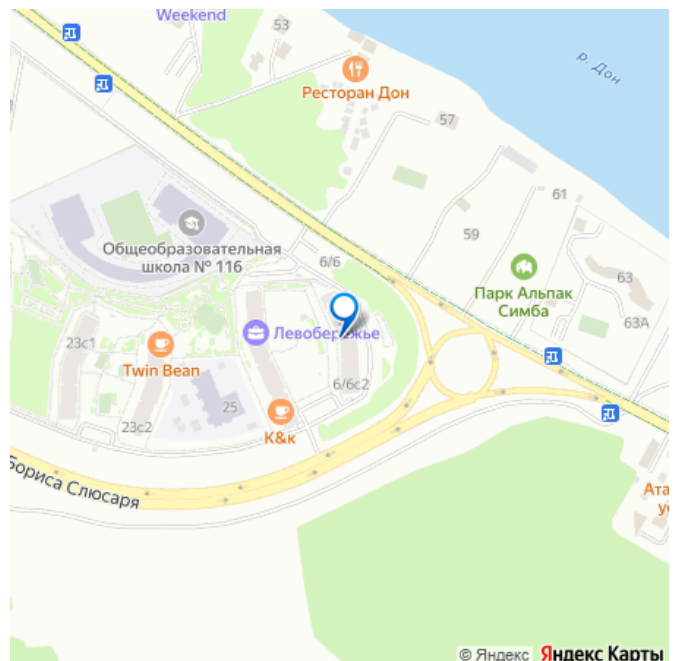 Weekend
53
р. Дон
Ресторан Дон
57
61
59
Общеобразовательная
школа № 116
6/6
63
Парк Альпак
Симба
63А
23с1
Левобережье
Twin Bean
6/6с2
25
23с2
К&к
Бориса Слюсаря
Ата
у
© Яндекс Яндекс Карты